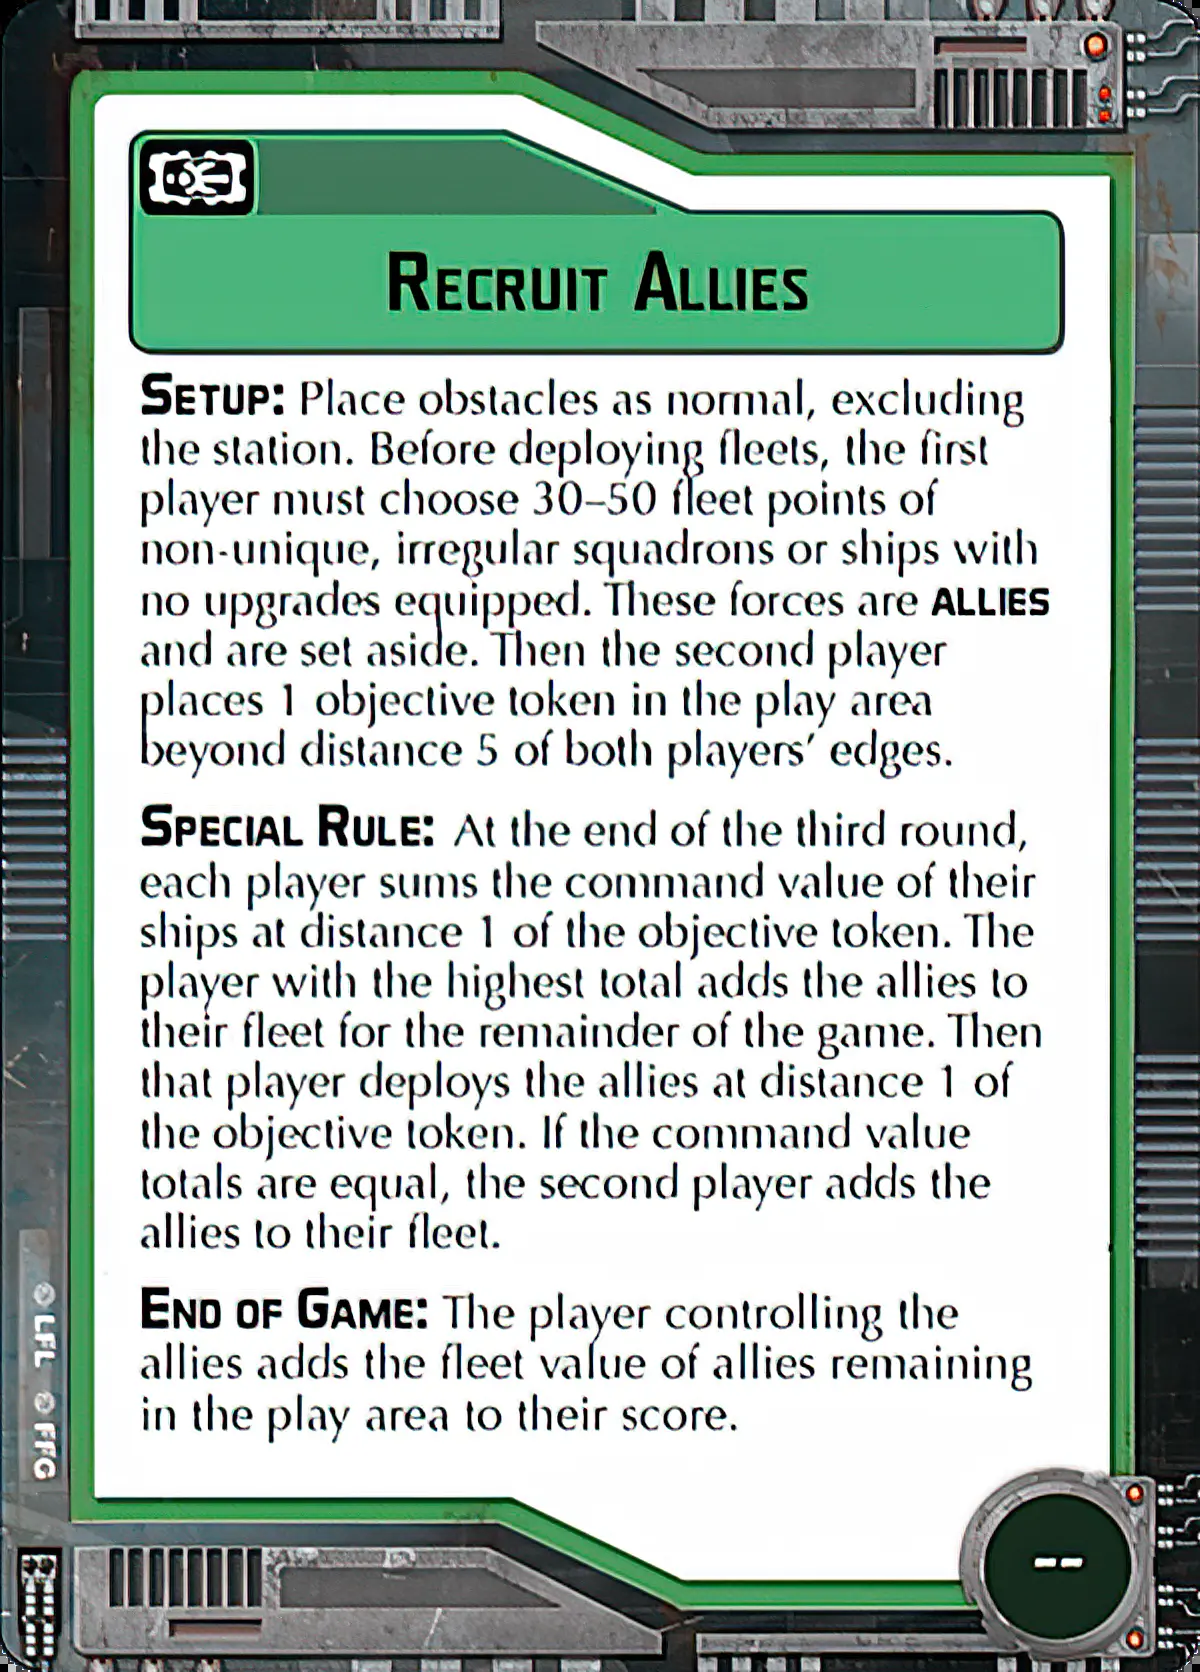 Recruit Allies
Setup: Place obstacles as normal, excluding
the station. Before deploying fleets, the first
player must choose 30–50 fleet points of
non-unique, irregular squadrons or ships with
no upgrades equipped. These forces are ALLIES
and are set aside. Then the second player
places 1 objective token in the play area
beyond distance 5 of both players' edges.
Special Rule: At the end of the third round,
each player sums the command value of their
ships at distance 1 of the objective token. The
player with the highest total adds the allies to
their fleet for the remainder of the game. Then
that player deploys the allies at distance 1 of
the objective token. If the command value
totals are equal, the second player adds the
allies to their fleet.
End of Game: The player controlling the
allies adds the fleet value of allies remaining
in the play area to their score.
--
© LFL © FFG